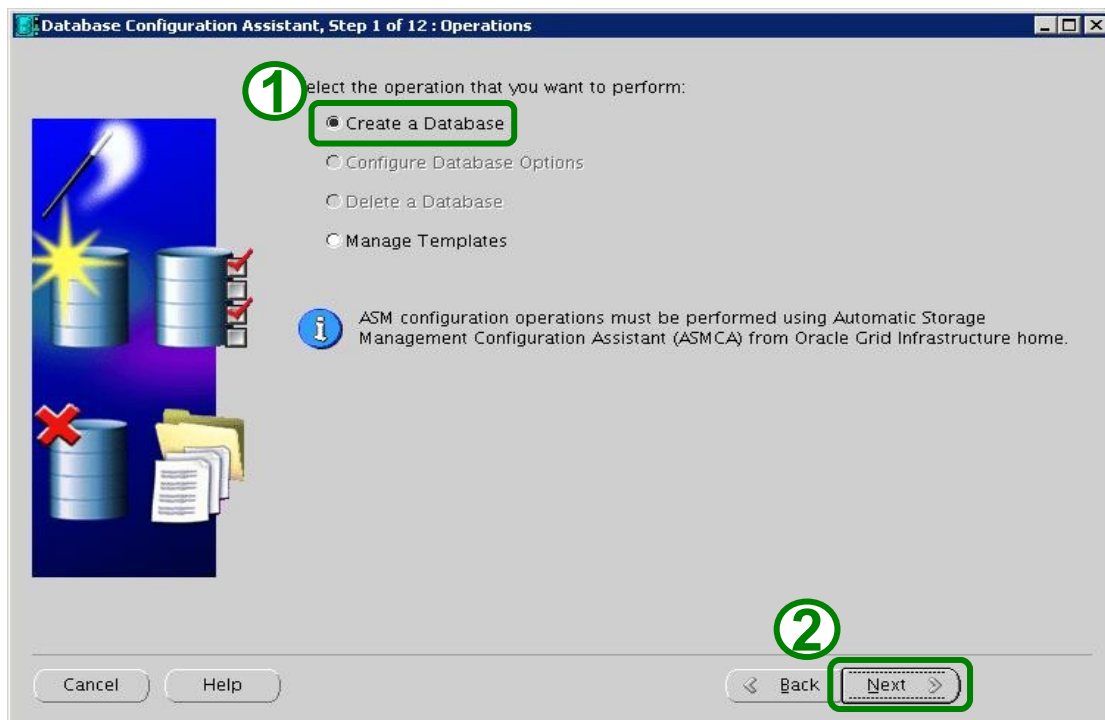 Database Configuration Assistant, Step 1 of 12 : Operations
1
elect the operation that you want to perform:
Create a Database
Configure Database Options
Delete a Database
Manage Templates
ASM configuration operations must be performed using Automatic Storage
Management Configuration Assistant (ASMCA) from Oracle Grid Infrastructure home.
2
Cancel Help Back Next